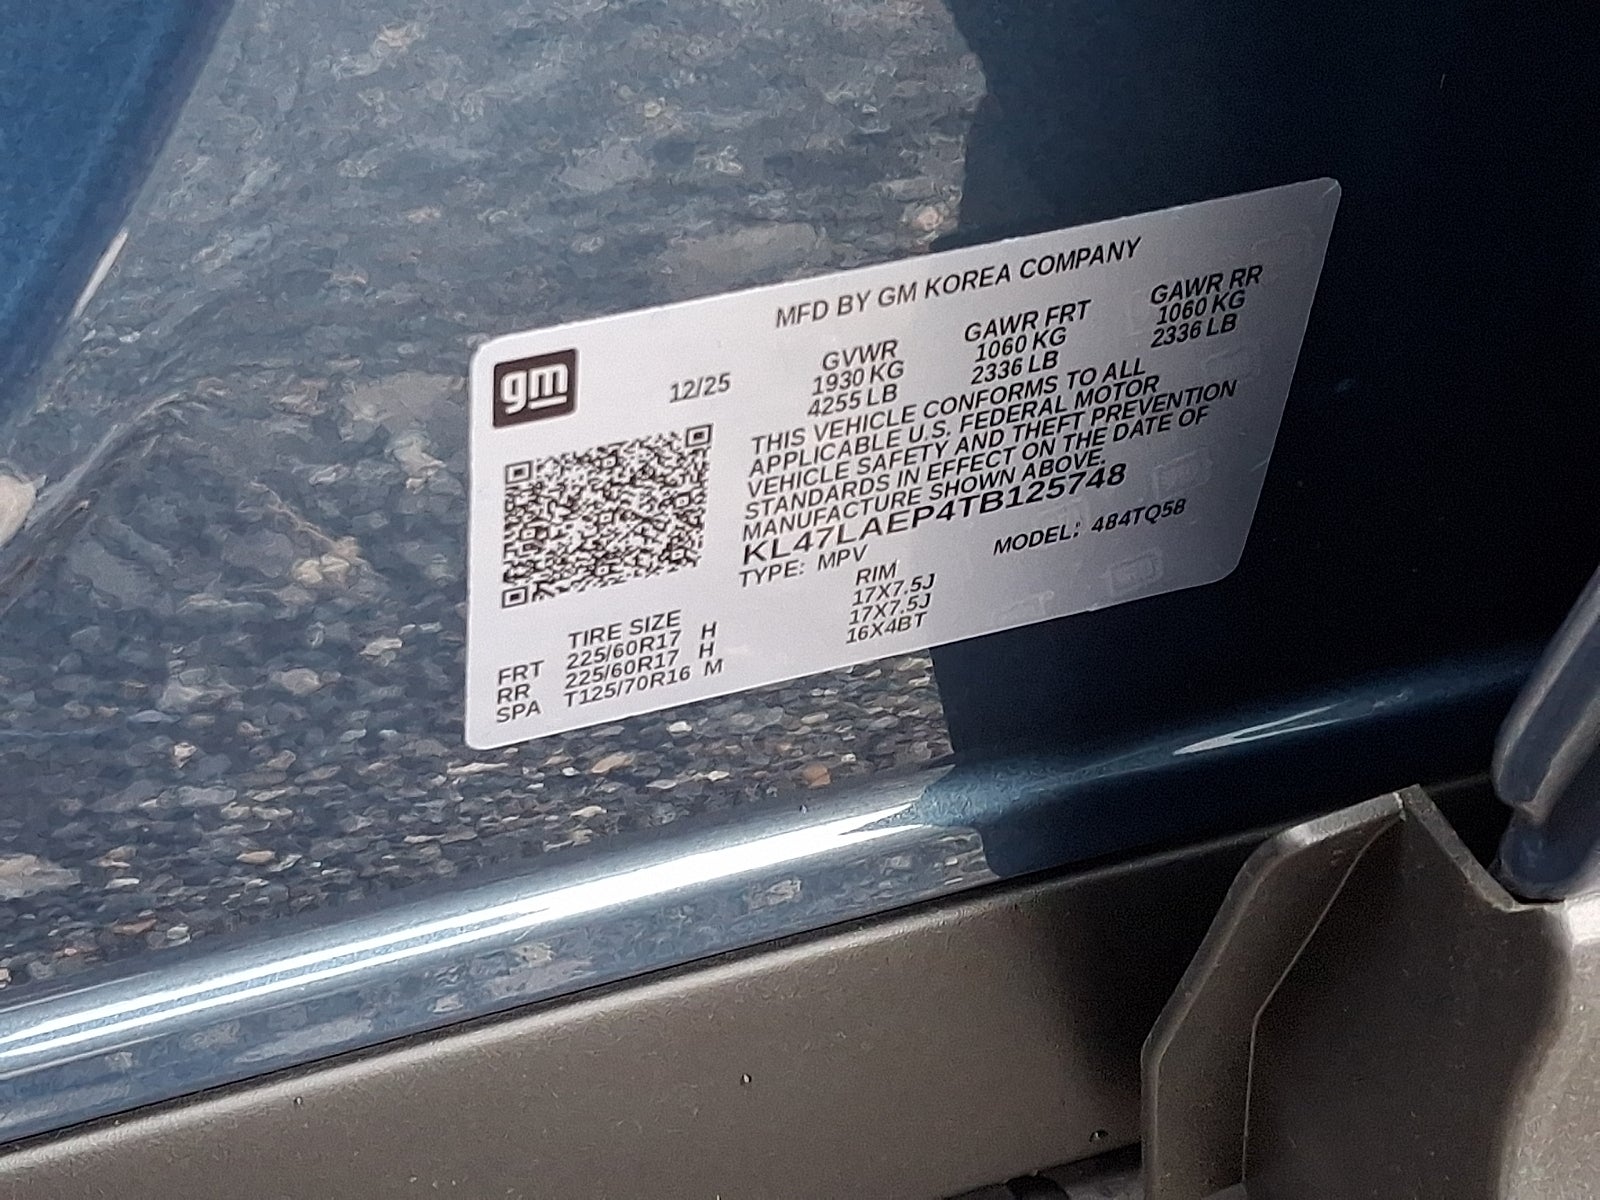 MFD BY GM KOREA COMPANY
gm
12/25
GVWR GAWR FRT GAWR RR
1930 KG 1060 KG 1060 KG
4255 LB 2336 LB 2336 LB
THIS VEHICLE CONFORMS TO ALL
APPLICABLE U.S. FEDERAL MOTOR
VEHICLE SAFETY AND THEFT PREVENTION
STANDARDS IN EFFECT ON THE DATE OF
MANUFACTURE SHOWN ABOVE.
KL47LAEP4TB125748
TYPE: MPV MODEL: 484TQ58
TIRE SIZE RIM
FRT 225/60R17 H 17X7.5J
RR 225/60R17 H 17X7.5J
SPA T125/70R16 M 16X4BT